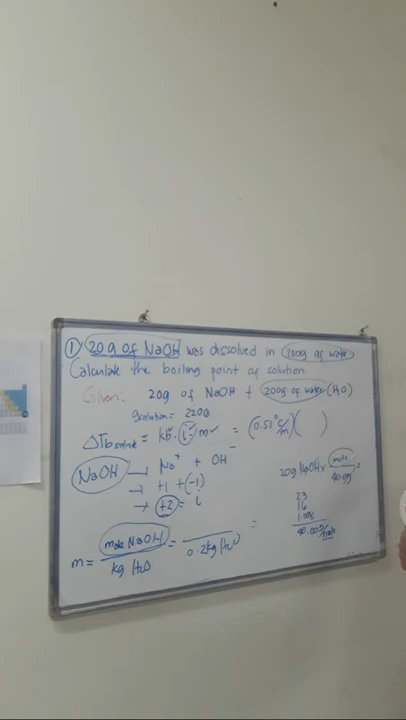 ① 20g of NaOH was dissolved in 200g of water.
Calculate the boiling point of solution.
Given: 20g of NaOH + 200g of water (H2O)
gsolution = 220g
ΔTb = kb · i · m = (0.51°C/m)( )
NaOH → Na+ + OH−
→ +1 + (-1)
→ +2 = i
20g NaOH x mole / 40.0g =
23
16
1.008
40.00g/mole
m = mole NaOH / kg H2O = / 0.2kg H2O =